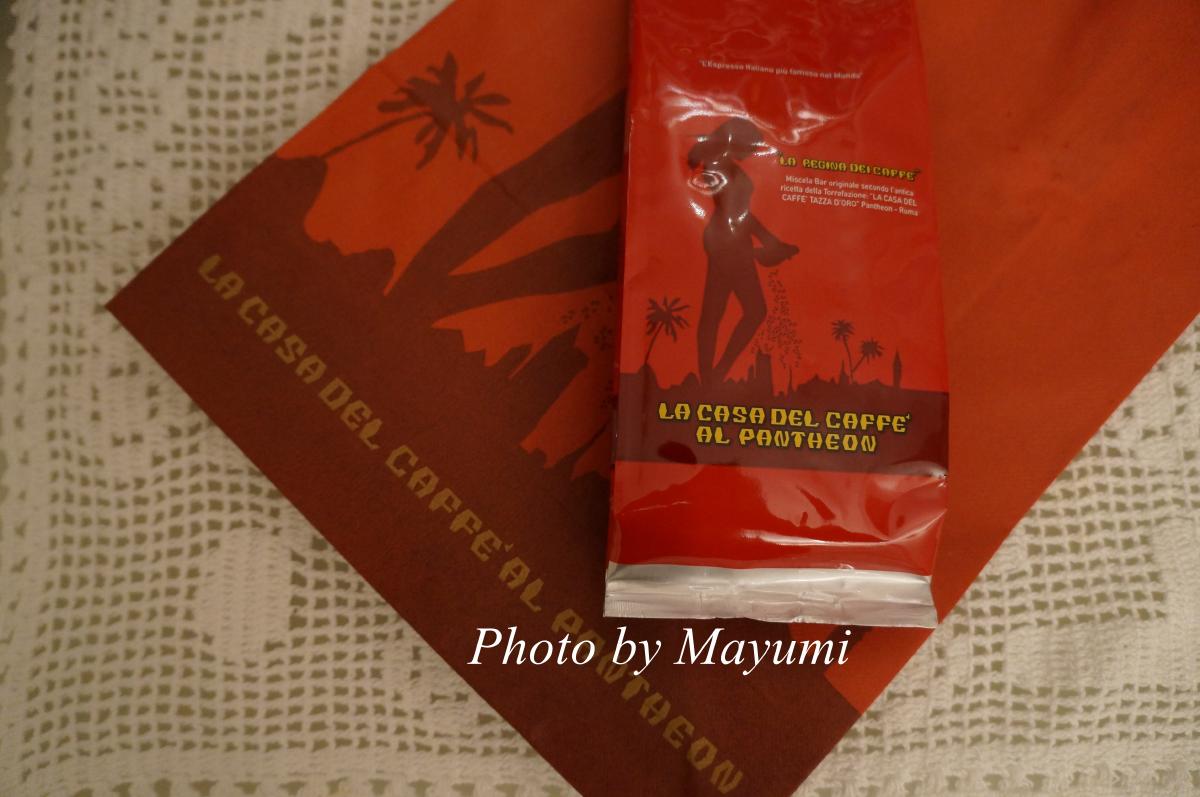 "L'Espresso Italiano più famoso nel Mondo"
"LA REGINA DEI CAFFE'"
Miscela Bar originale secondo l'antica
ricetta della Torrefazione: "LA CASA DEL
CAFFE' TAZZA D'ORO" Pantheon - Roma
LA CASA DEL CAFFE'
AL PANTHEON
LA CASA DEL CAFFE' AL PANTHEON
Photo by Mayumi